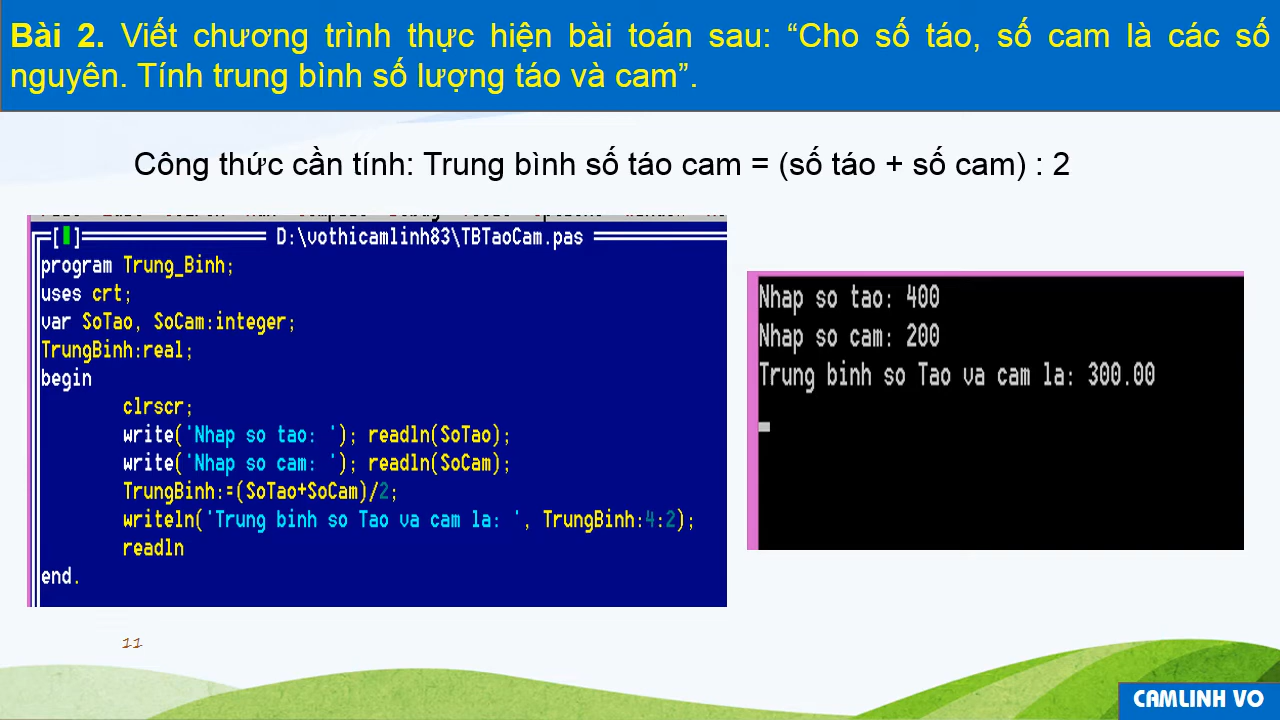 Bài 2. Viết chương trình thực hiện bài toán sau: “Cho số táo, số cam là các số
nguyên. Tính trung bình số lượng táo và cam”.
Công thức cần tính: Trung bình số táo cam = (số táo + số cam) : 2
[▮] D:\vothicamlinh83\TBTaoCam.pas
program Trung_Binh;
uses crt;
var SoTao, SoCam:integer;
TrungBinh:real;
begin
clrscr;
write('Nhap so tao: '); readln(SoTao);
write('Nhap so cam: '); readln(SoCam);
TrungBinh:=(SoTao+SoCam)/2;
writeln('Trung binh so Tao va cam la: ', TrungBinh:4:2);
readln
end.
Nhap so tao: 400
Nhap so cam: 200
Trung binh so Tao va cam la: 300.00
11
CAMLINH VO